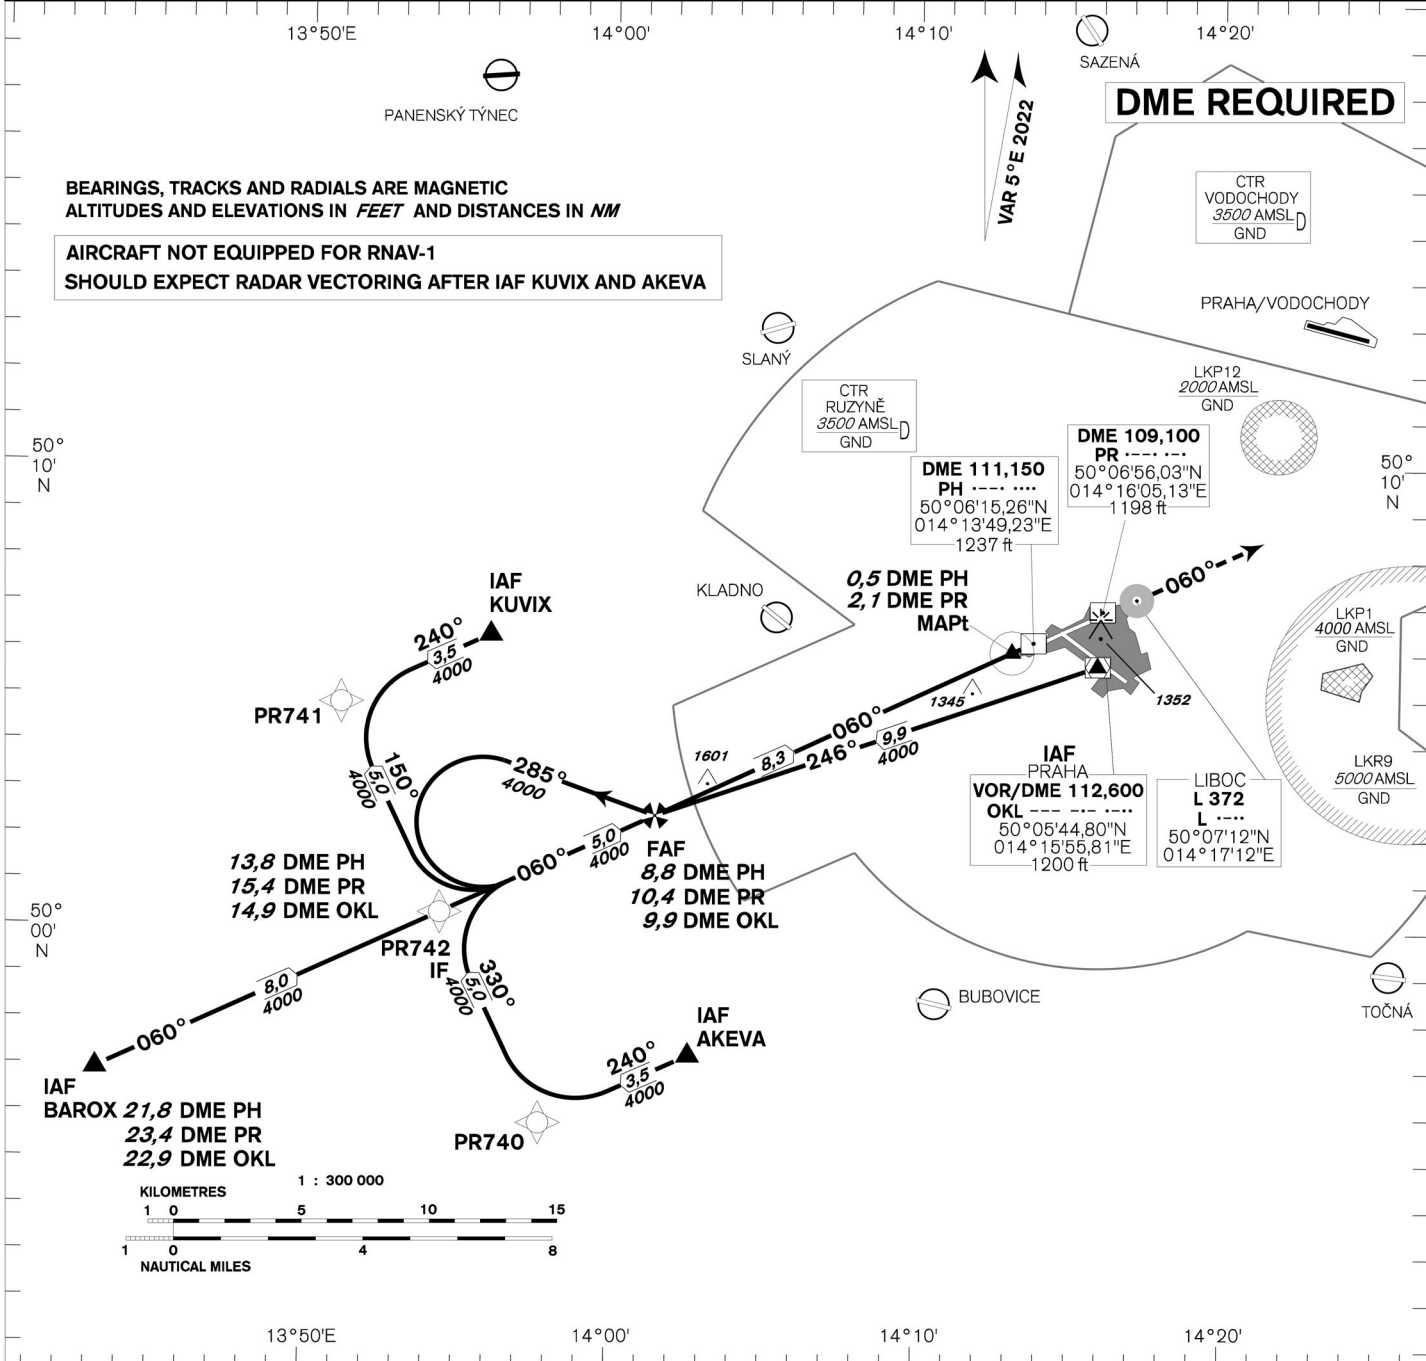 13°50'E
14°00'
14°10'
14°20'
SAZENÁ
PANENSKÝ TÝNEC
DME REQUIRED
VAR 5°E 2022
BEARINGS, TRACKS AND RADIALS ARE MAGNETIC
ALTITUDES AND ELEVATIONS IN FEET AND DISTANCES IN NM
AIRCRAFT NOT EQUIPPED FOR RNAV-1
SHOULD EXPECT RADAR VECTORING AFTER IAF KUVIX AND AKEVA
CTR
VODOCHODY
3500 AMSL D
GND
PRAHA/VODOCHODY
SLANÝ
CTR
RUZYNĚ
3500 AMSL D
GND
LKP12
2000 AMSL
GND
50°
10'
N
50°
10'
N
DME 111,150
PH ·--· ····
50°06'15,26"N
014°13'49,23"E
1237 ft
DME 109,100
PR ·--· ·-·
50°06'56,03"N
014°16'05,13"E
1198 ft
KLADNO
0,5 DME PH
2,1 DME PR
MAPt
060°
LKP1
4000 AMSL
GND
IAF
KUVIX
240°
3,5
4000
PR741
150°
5,0
4000
285°
4000
1601
8,3
060°
246°
9,9
4000
1345
1352
LKR9
5000 AMSL
GND
IAF
PRAHA
VOR/DME 112,600
OKL --- -·- ·-··
50°05'44,80"N
014°15'55,81"E
1200 ft
LIBOC
L 372
L ·-··
50°07'12"N
014°17'12"E
060°
5,0
4000
FAF
8,8 DME PH
10,4 DME PR
9,9 DME OKL
13,8 DME PH
15,4 DME PR
14,9 DME OKL
50°
00'
N
PR742
IF
330°
5,0
4000
8,0
4000
060°
IAF
BAROX
21,8 DME PH
23,4 DME PR
22,9 DME OKL
IAF
AKEVA
240°
3,5
4000
PR740
BUBOVICE
TOČNÁ
1 : 300 000
KILOMETRES
1 0 5 10 15
1 0 4 8
NAUTICAL MILES
13°50'E
14°00'
14°10'
14°20'